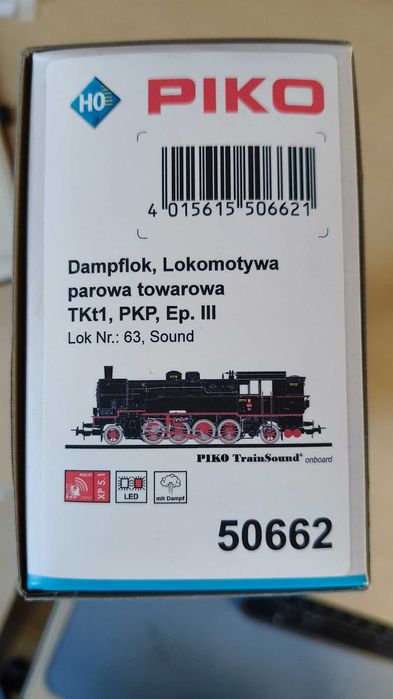 HO
PIKO
4 015615 506621
Dampflok, Lokomotywa
parowa towarowa
TKt1, PKP, Ep. III
Lok Nr.: 63, Sound
PIKO TrainSound® onboard
XP 5.1
LED
mit Dampf
50662